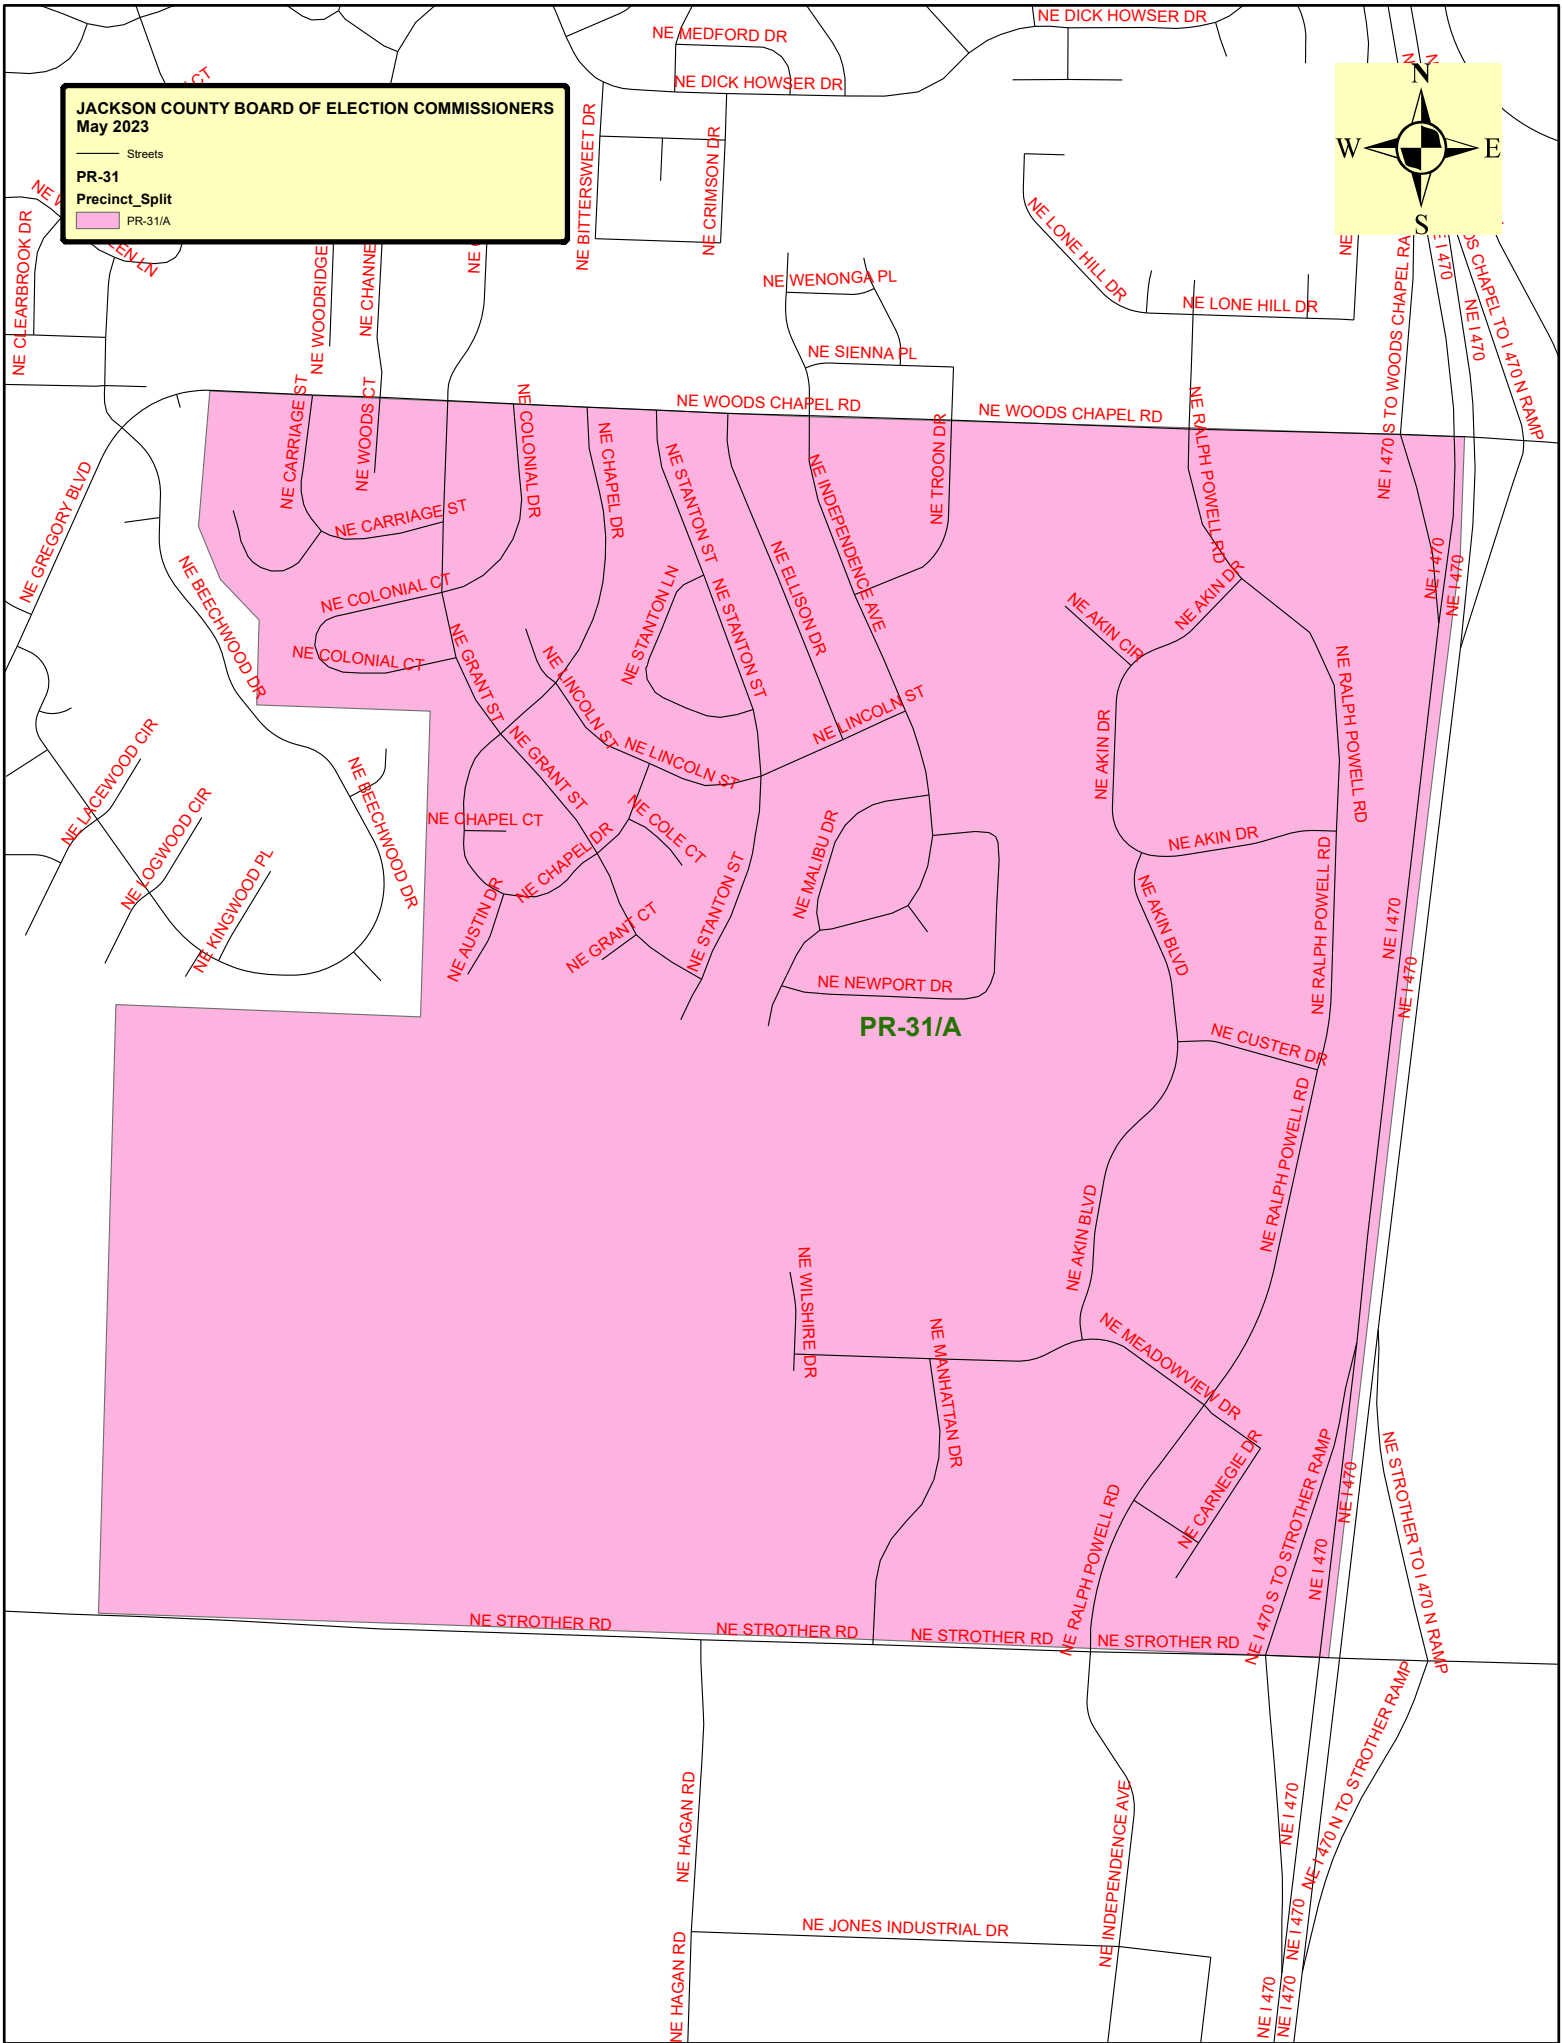 NE DICK HOWSER DR
NE MEDFORD DR
NE DICK HOWSER DR
CT
JACKSON COUNTY BOARD OF ELECTION COMMISSIONERS
May 2023
Streets
PR-31
Precinct_Split
PR-31/A
N
W
E
S
NE BITTERSWEET DR
NE CRIMSON DR
NE CLEARBROOK DR
NE WOODRIDGE
NE CHANNE
NE WENONGA PL
NE LONE HILL DR
NE LONE HILL DR
NE
NE I 470 S TO WOODS CHAPEL RA
E I 470
NE I 470
DS CHAPEL TO I 470 N RAMP
NE SIENNA PL
NE WOODS CHAPEL RD
NE WOODS CHAPEL RD
NE CARRIAGE ST
NE WOODS CT
NE COLONIAL DR
NE CHAPEL DR
NE STANTON ST
NE INDEPENDENCE AVE
NE TROON DR
NE RALPH POWELL RD
NE GREGORY BLVD
NE CARRIAGE ST
NE BEECHWOOD DR
NE COLONIAL CT
NE COLONIAL CT
NE GRANT ST
NE LINCOLN ST
NE STANTON LN
NE STANTON ST
NE ELLISON DR
NE AKIN CIR
NE AKIN DR
NE I 470
NE I 470
NE LINCOLN ST
NE LINCOLN ST
NE GRANT ST
NE AKIN DR
NE RALPH POWELL RD
NE LACEWOOD CIR
NE LOGWOOD CIR
NE KINGWOOD PL
NE BEECHWOOD DR
NE CHAPEL CT
NE CHAPEL DR
NE COLE CT
NE MALIBU DR
NE AKIN DR
NE AUSTIN DR
NE GRANT CT
NE STANTON ST
NE AKIN BLVD
NE RALPH POWELL RD
NE I 470
NE I 470
NE NEWPORT DR
PR-31/A
NE CUSTER DR
NE RALPH POWELL RD
NE AKIN BLVD
NE WILSHIRE DR
NE MANHATTAN DR
NE MEADOWVIEW DR
NE CARNEGIE DR
NE RALPH POWELL RD
NE I 470 S TO STROTHER RAMP
NE I 470
NE I 470
NE STROTHER TO I 470 N RAMP
NE STROTHER RD
NE STROTHER RD
NE STROTHER RD
NE STROTHER RD
NE I 470 N TO STROTHER RAMP
NE HAGAN RD
NE INDEPENDENCE AVE
NE I 470
NE JONES INDUSTRIAL DR
NE HAGAN RD
NE I 470
NE I 470
NE I 470